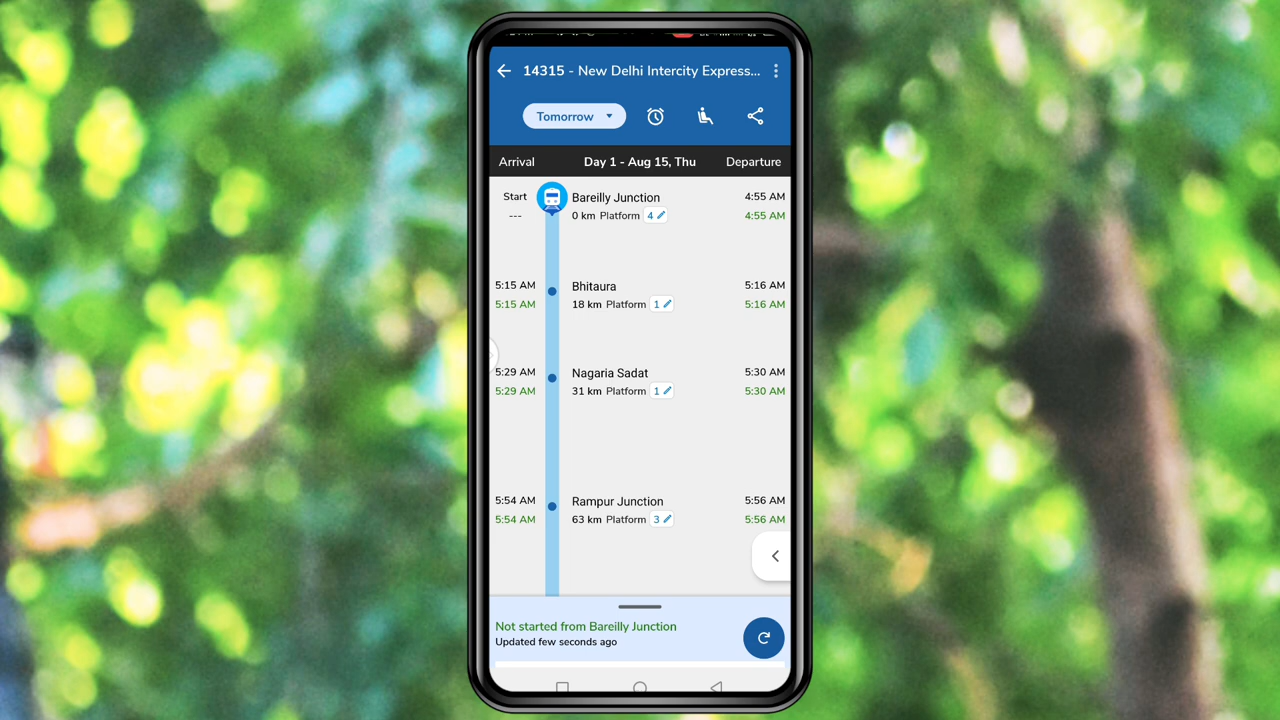 14315 - New Delhi Intercity Express...
Tomorrow
Arrival Day 1 - Aug 15, Thu Departure
Start Bareilly Junction 4:55 AM
--- 0 km Platform 4 4:55 AM
5:15 AM Bhitaura 5:16 AM
5:15 AM 18 km Platform 1 5:16 AM
5:29 AM Nagaria Sadat 5:30 AM
5:29 AM 31 km Platform 1 5:30 AM
5:54 AM Rampur Junction 5:56 AM
5:54 AM 63 km Platform 3 5:56 AM
Not started from Bareilly Junction
Updated few seconds ago